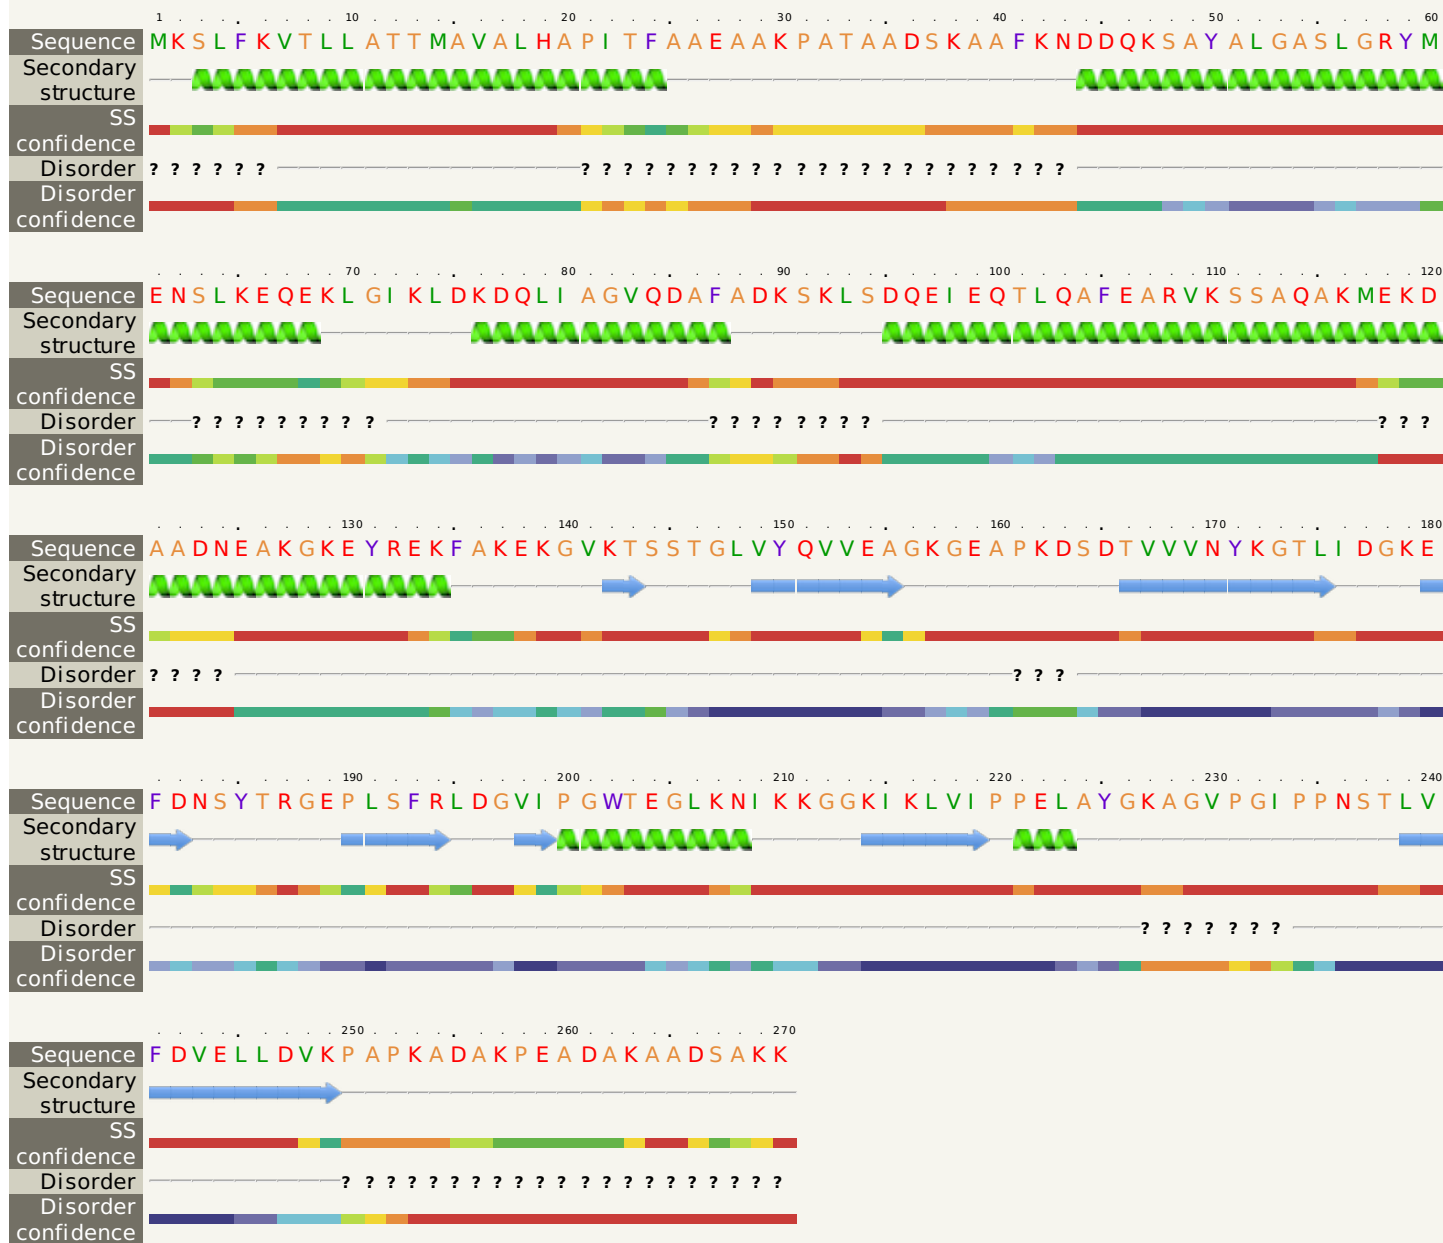 1 10 20 30 40 50 60
Sequence M K S L F K V T L L A T T M A V A L H A P I T F A A E A A K P A T A A D S K A A F K N D D Q K S A Y A L G A S L G R Y M
Secondary
structure
SS
confidence
Disorder ? ? ? ? ? ? ? ? ? ? ? ? ? ? ? ? ? ? ? ? ? ? ? ? ? ? ? ? ?
Disorder
confidence
70 80 90 100 110 120
Sequence E N S L K E Q E K L G I K L D K D Q L I A G V Q D A F A D K S K L S D Q E I E Q T L Q A F E A R V K S S A Q A K M E K D
Secondary
structure
SS
confidence
Disorder ? ? ? ? ? ? ? ? ? ? ? ? ? ? ? ? ? ? ? ?
Disorder
confidence
130 140 150 160 170 180
Sequence A A D N E A K G K E Y R E K F A K E K G V K T S S T G L V Y Q V V E A G K G E A P K D S D T V V V N Y K G T L I D G K E
Secondary
structure
SS
confidence
Disorder ? ? ? ? ? ? ?
Disorder
confidence
190 200 210 220 230 240
Sequence F D N S Y T R G E P L S F R L D G V I P G W T E G L K N I K K G G K I K L V I P P E L A Y G K A G V P G I P P N S T L V
Secondary
structure
SS
confidence
Disorder ? ? ? ? ? ? ?
Disorder
confidence
250 260 270
Sequence F D V E L L D V K P A P K A D A K P E A D A K A A D S A K K
Secondary
structure
SS
confidence
Disorder ? ? ? ? ? ? ? ? ? ? ? ? ? ? ? ? ? ? ? ? ?
Disorder
confidence